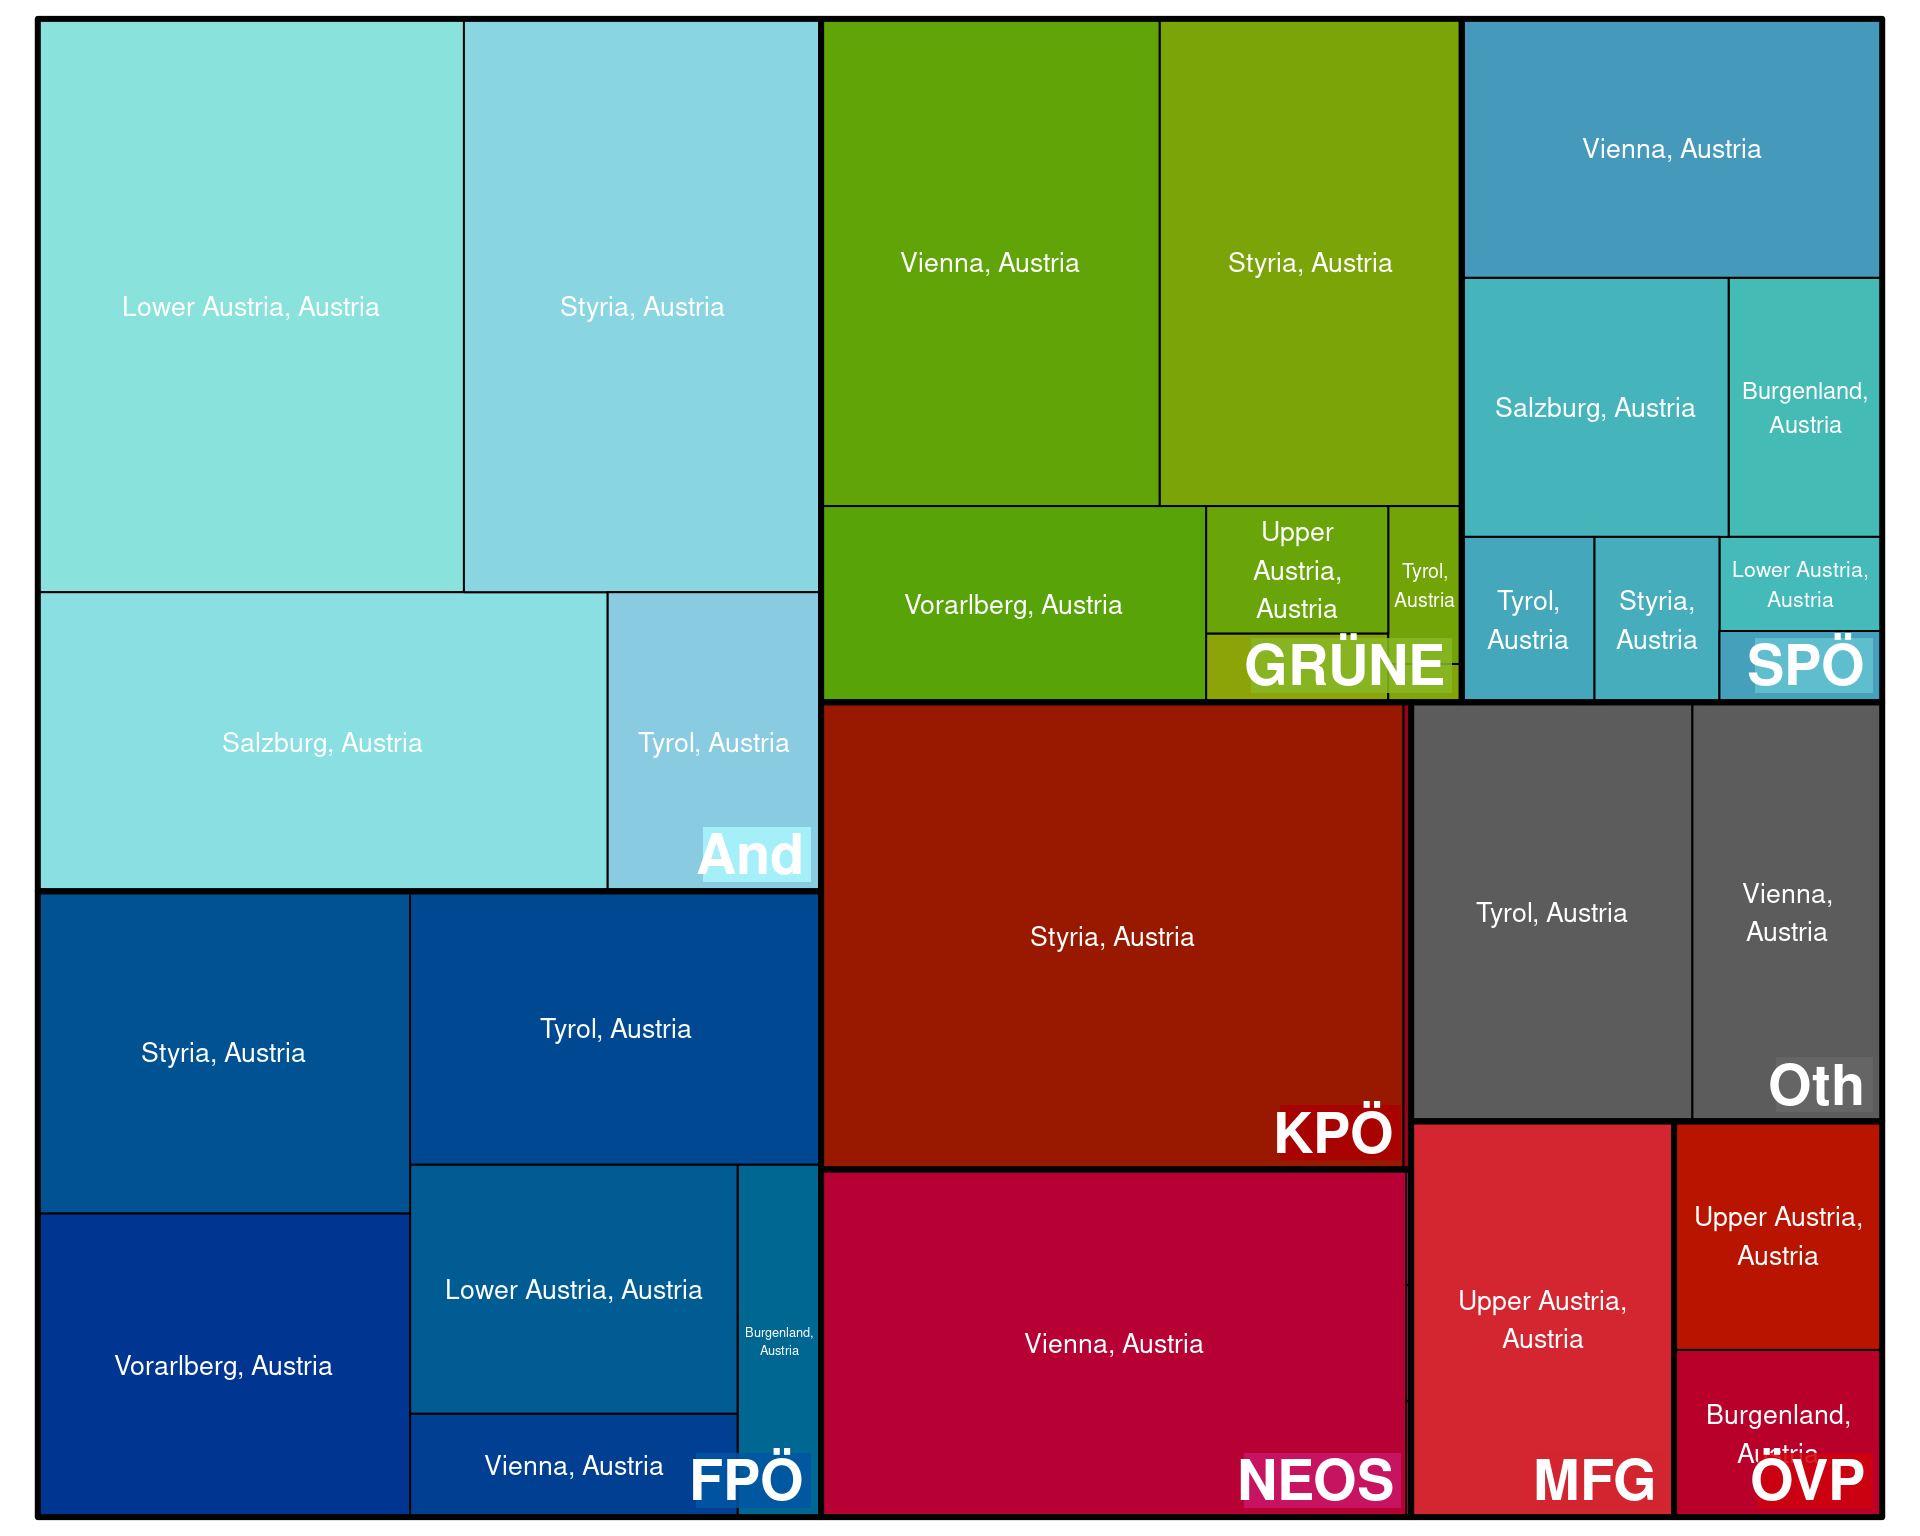 Lower Austria, Austria
Styria, Austria
Salzburg, Austria
Tyrol, Austria
And
Styria, Austria
Tyrol, Austria
Vorarlberg, Austria
Lower Austria, Austria
Burgenland,
Austria
Vienna, Austria
FPÖ
Vienna, Austria
Styria, Austria
Vorarlberg, Austria
Upper
Austria,
Austria
Tyrol,
Austria
GRÜNE
Vienna, Austria
Salzburg, Austria
Burgenland,
Austria
Tyrol,
Austria
Styria,
Austria
Lower Austria,
Austria
SPÖ
Styria, Austria
KPÖ
Tyrol, Austria
Vienna,
Austria
Oth
Vienna, Austria
NEOS
Upper Austria,
Austria
MFG
Upper Austria,
Austria
Burgenland,
Austria
ÖVP